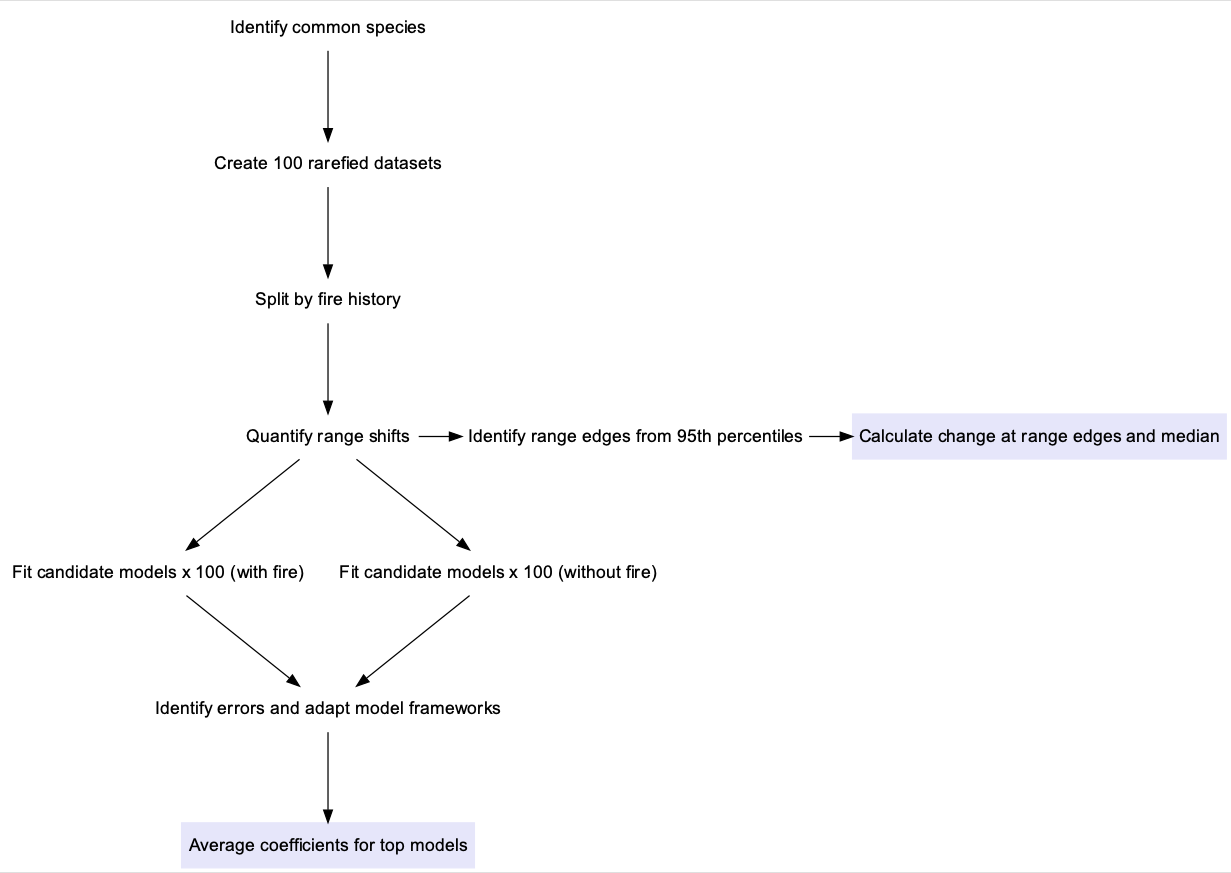 Identify common species
Create 100 rarefied datasets
Split by fire history
Quantify range shifts
Identify range edges from 95th percentiles
Calculate change at range edges and median
Fit candidate models x 100 (with fire)
Fit candidate models x 100 (without fire)
Identify errors and adapt model frameworks
Average coefficients for top models